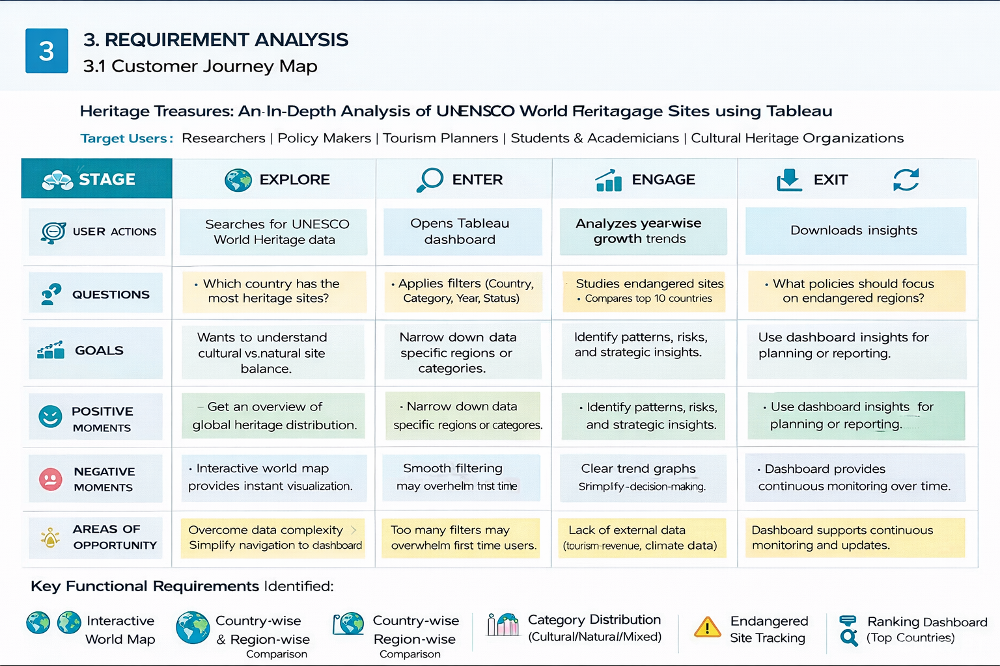 3
3. REQUIREMENT ANALYSIS
3.1 Customer Journey Map
Heritage Treasures: An-In-Depth Analysis of UNENSCO World Heritagage Sites using Tableau
Target Users: Researchers | Policy Makers | Tourism Planners | Students & Academicians | Cultural Heritage Organizations
STAGE
EXPLORE
ENTER
ENGAGE
EXIT
USER ACTIONS
Searches for UNESCO
World Heritage data
Opens Tableau
dashboard
Analyzes year-wise
growth trends
Downloads insights
QUESTIONS
• Which country has the
most heritage sites?
• Applies filters (Country,
Category, Year, Status)
Studies endangered sites
• Compares top 10 countries
• What policies should focus
on endangered regions?
GOALS
Wants to understand
cultural vs.natural site
balance.
Narrow down data
specific regions or
categories.
Identify patterns, risks,
and strategic insights.
Use dashboard insights for
planning or reporting.
POSITIVE
MOMENTS
– Get an overview of
global heritage distribution.
• Narrow down data
specific regions or categores.
• Identify patterns, risks,
and strategic insights.
• Use dashboard insights for
planning or reporting.
NEGATIVE
MOMENTS
• Interactive world map
provides instant visualization.
Smooth filtering
may overhelm time
Clear trend graphs
Srimplify-decision-making.
• Dashboard provides
continuous monitoring over time.
AREAS OF
OPPORTUNITY
Overcome data complexity >
Simplify navigation to dashboard
Too many filters may
overwhelm first time users.
Lack of external data
(tourism-revenue, climate data)
Dashboard supports continuous
monitoring and updates.
Key Functional Requirements Identified:
Interactive
World Map
Country-wise
& Region-wise
Comparison
Country-wise
Region-wise
Comparison
Category Distribution
(Cultural/Natural/Mixed)
Endangered
Site Tracking
Ranking Dashboard
(Top Countries)